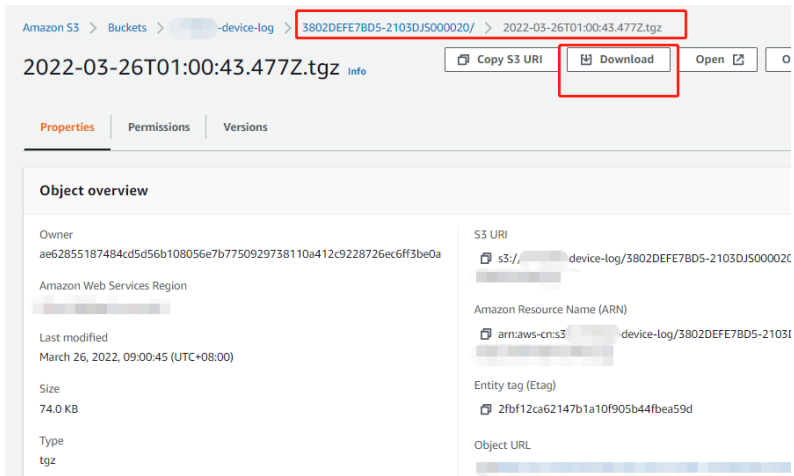 Amazon S3 > Buckets > -device-log > 3802DEFE7BD5-2103DJS000020/ > 2022-03-26T01:00:43.477Z.tgz
2022-03-26T01:00:43.477Z.tgz Info
Copy S3 URI Download Open
Properties Permissions Versions
Object overview
Owner
ae62855187484cd5d56b108056e7b7750929738110a412c9228726ec6ff3be0a
Amazon Web Services Region
Last modified
March 26, 2022, 09:00:45 (UTC+08:00)
Size
74.0 KB
Type
tgz
S3 URI
s3:// device-log/3802DEFE7BD5-2103DJS000020
Amazon Resource Name (ARN)
arn:aws-cn:s3 -device-log/3802DEFE7BD5-2103D
Entity tag (Etag)
2fbf12ca62147b1a10f905b44fbea59d
Object URL